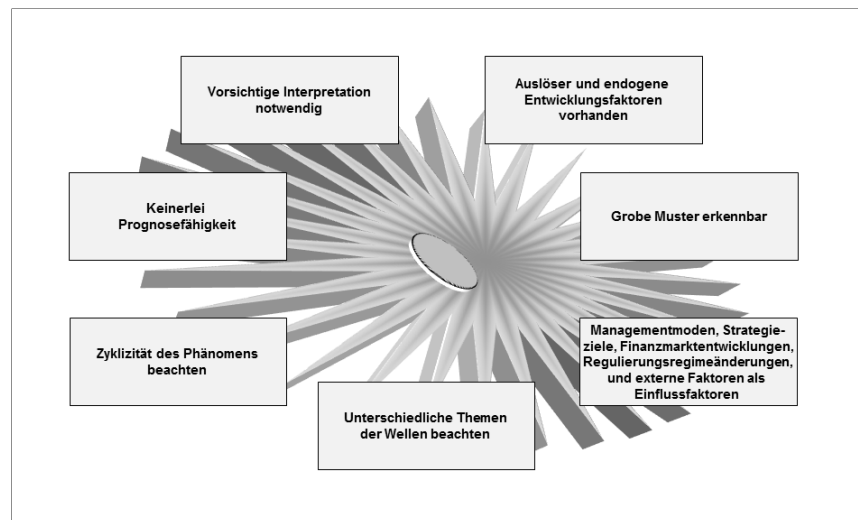 Vorsichtige Interpretation
notwendig
Auslöser und endogene
Entwicklungsfaktoren
vorhanden
Keinerlei
Prognosefähigkeit
Grobe Muster erkennbar
Zyklizität des Phänomens
beachten
Managementmoden, Strategie-
ziele, Finanzmarktentwicklungen,
Regulierungsregimeänderungen,
und externe Faktoren als
Einflussfaktoren
Unterschiedliche Themen
der Wellen beachten